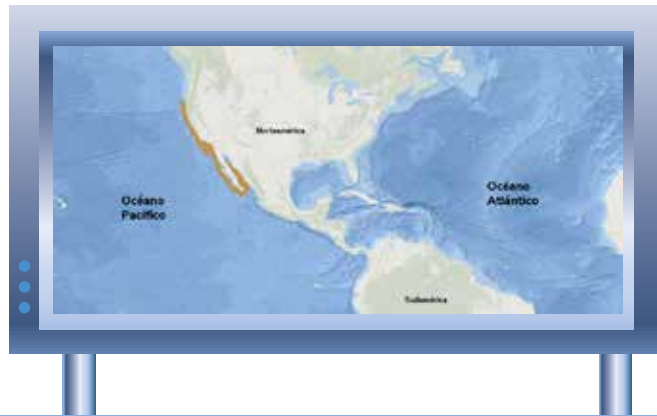 Norteamérica
Océano
Pacífico
Océano
Atlántico
Sudamérica